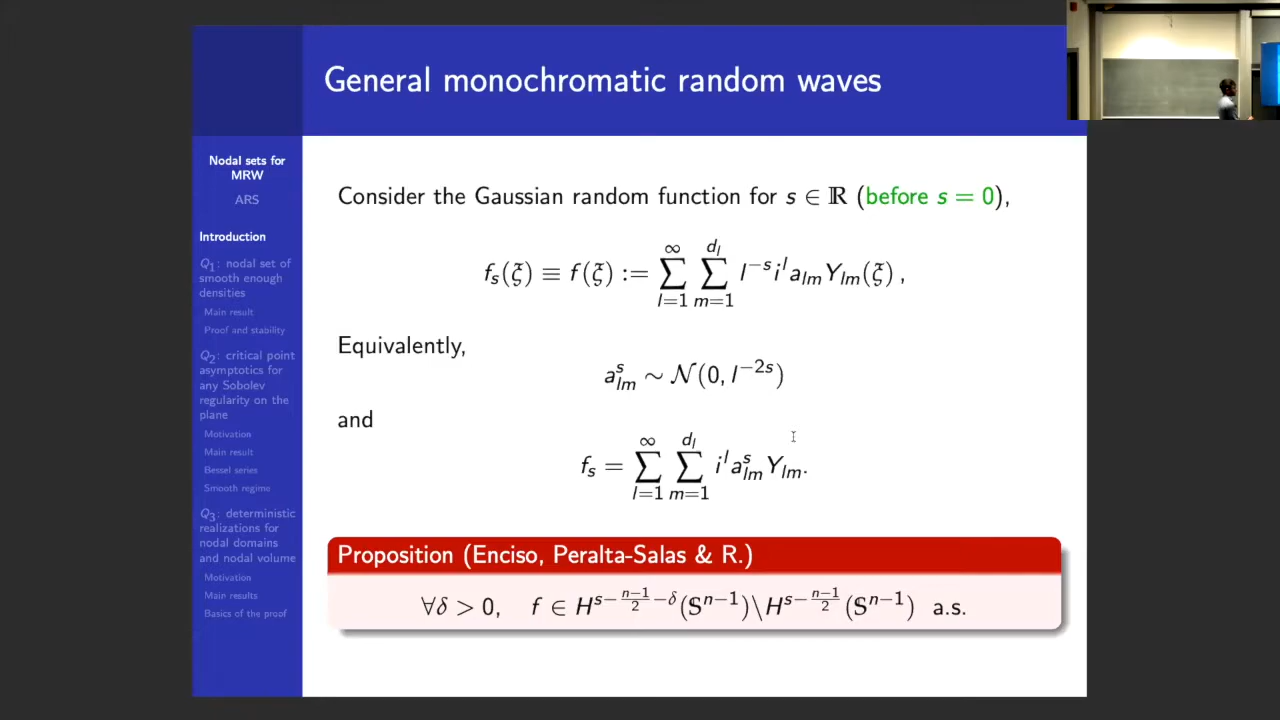 General monochromatic random waves
Nodal sets for
MRW
ARS
Introduction
Q₁: nodal set of
smooth enough
densities
Main result
Proof and stability
Q₂: critical point
asymptotics for
any Sobolev
regularity on the
plane
Motivation
Main result
Bessel series
Smooth regime
Q₃: deterministic
realizations for
nodal domains
and nodal volume
Motivation
Main results
Basics of the proof
Consider the Gaussian random function for s ∈ ℝ (before s = 0),
f_s(ξ) ≡ f(ξ) := ∑_{l=1}^{∞} ∑_{m=1}^{d_l} l^{-s} i^l a_{lm} Y_{lm}(ξ) ,
Equivalently,
a^s_{lm} ∼ 𝒩(0, l^{-2s})
and
f_s = ∑_{l=1}^{∞} ∑_{m=1}^{d_l} i^l a^s_{lm} Y_{lm}.
Proposition (Enciso, Peralta-Salas & R.)
∀δ > 0, f ∈ H^{s-\frac{n-1}{2}-δ}(𝕊^{n-1})\H^{s-\frac{n-1}{2}}(𝕊^{n-1}) a.s.